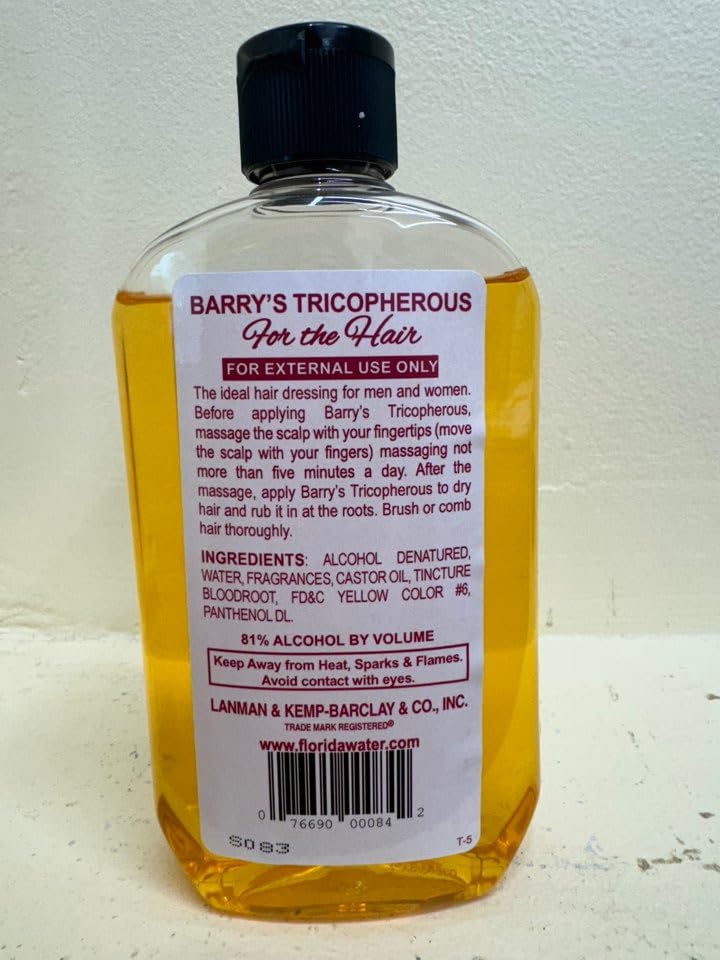 BARRY'S TRICOPHEROUS
For the Hair
FOR EXTERNAL USE ONLY
The ideal hair dressing for men and women.
Before applying Barry's Tricopherous,
massage the scalp with your fingertips (move
the scalp with your fingers) massaging not
more than five minutes a day. After the
massage, apply Barry's Tricopherous to dry
hair and rub it in at the roots. Brush or comb
hair thoroughly.
INGREDIENTS: ALCOHOL DENATURED,
WATER, FRAGRANCES, CASTOR OIL, TINCTURE
BLOODROOT, FD&C YELLOW COLOR #6,
PANTHENOL DL.
81% ALCOHOL BY VOLUME
Keep Away from Heat, Sparks & Flames.
Avoid contact with eyes.
LANMAN & KEMP-BARCLAY & CO., INC.
TRADE MARK REGISTERED®
www.floridawater.com
0 76690 00084 2
S083
T-5